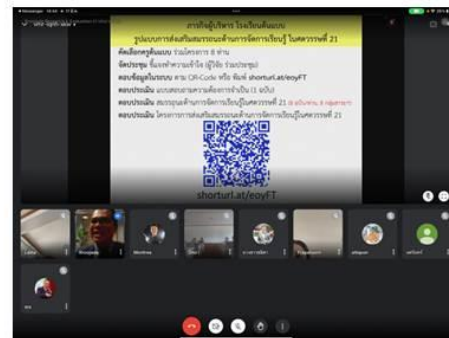 ภารกิจผู้บริหาร โรงเรียนต้นแบบ
รูปแบบการส่งเสริมสมรรถนะด้านการจัดการเรียนรู้ ในศตวรรษที่ 21
คัดเลือกครูต้นแบบ ร่วมโครงการ 8 ท่าน
จัดประชุม ชี้แจงทำความเข้าใจ (ผู้วิจัย ร่วมประชุม)
ตอบข้อมูลในระบบ ตาม QR-Code หรือ พิมพ์ shorturl.at/eoyFT
ตอบประเมิน แบบสอบถามความต้องการจำเป็น (1 ฉบับ)
ตอบประเมิน สมรรถนะด้านการจัดการเรียนรู้ในศตวรรษที่ 21
ตอบประเมิน โครงการการส่งเสริมสมรรถนะด้านการจัดการเรียนรู้ในศตวรรษที่ 21
shorturl.at/eoyFT